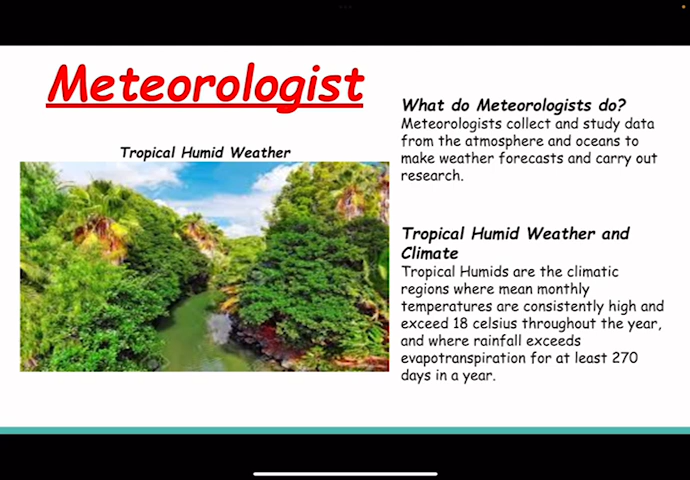 Meteorologist
Tropical Humid Weather
What do Meteorologists do?
Meteorologists collect and study data
from the atmosphere and oceans to
make weather forecasts and carry out
research.
Tropical Humid Weather and
Climate
Tropical Humids are the climatic
regions where mean monthly
temperatures are consistently high and
exceed 18 celsius throughout the year,
and where rainfall exceeds
evapotranspiration for at least 270
days in a year.